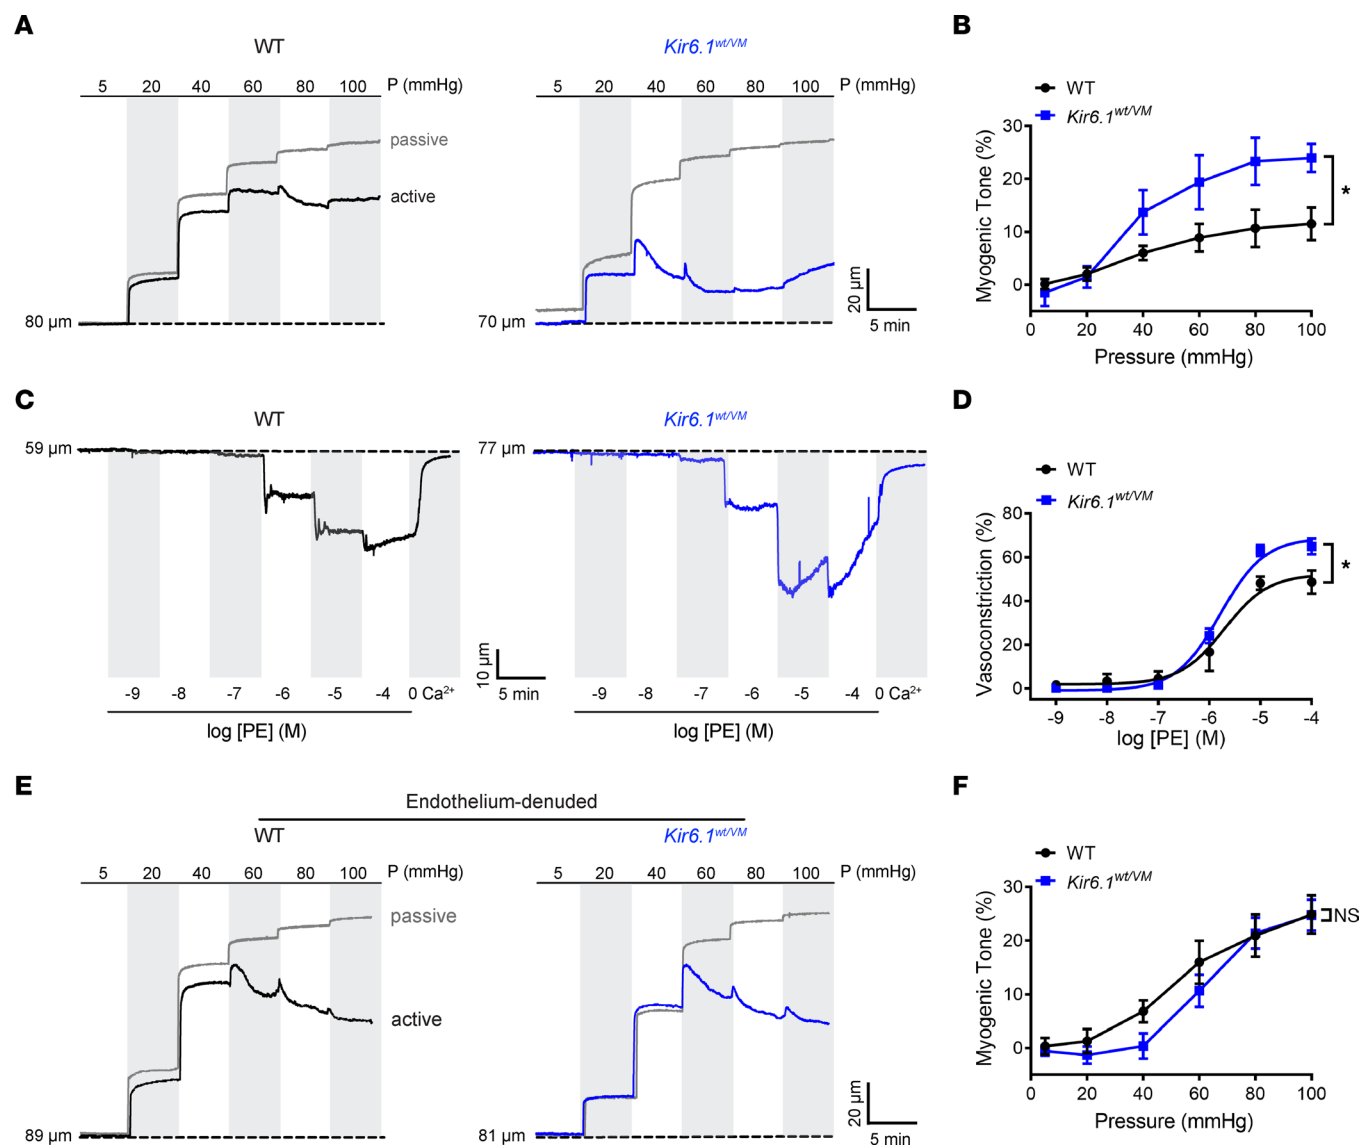 A
WT
Kir6.1wt/VM
5 20 40 60 80 100 P (mmHg)
5 20 40 60 80 100 P (mmHg)
passive
active
80 µm
70 µm
20 µm
5 min
B
WT
Kir6.1wt/VM
30
20
10
0
Myogenic Tone (%)
*
0 20 40 60 80 100
Pressure (mmHg)
C
WT
Kir6.1wt/VM
59 µm
77 µm
10 µm
5 min
-9 -8 -7 -6 -5 -4 0 Ca2+
log [PE] (M)
-9 -8 -7 -6 -5 -4 0 Ca2+
log [PE] (M)
D
WT
Kir6.1wt/VM
80
60
40
20
0
Vasoconstriction (%)
*
-9 -8 -7 -6 -5 -4
log [PE] (M)
E
Endothelium-denuded
WT
Kir6.1wt/VM
5 20 40 60 80 100 P (mmHg)
5 20 40 60 80 100 P (mmHg)
passive
active
89 µm
81 µm
20 µm
5 min
F
WT
Kir6.1wt/VM
30
20
10
0
Myogenic Tone (%)
NS
0 20 40 60 80 100
Pressure (mmHg)